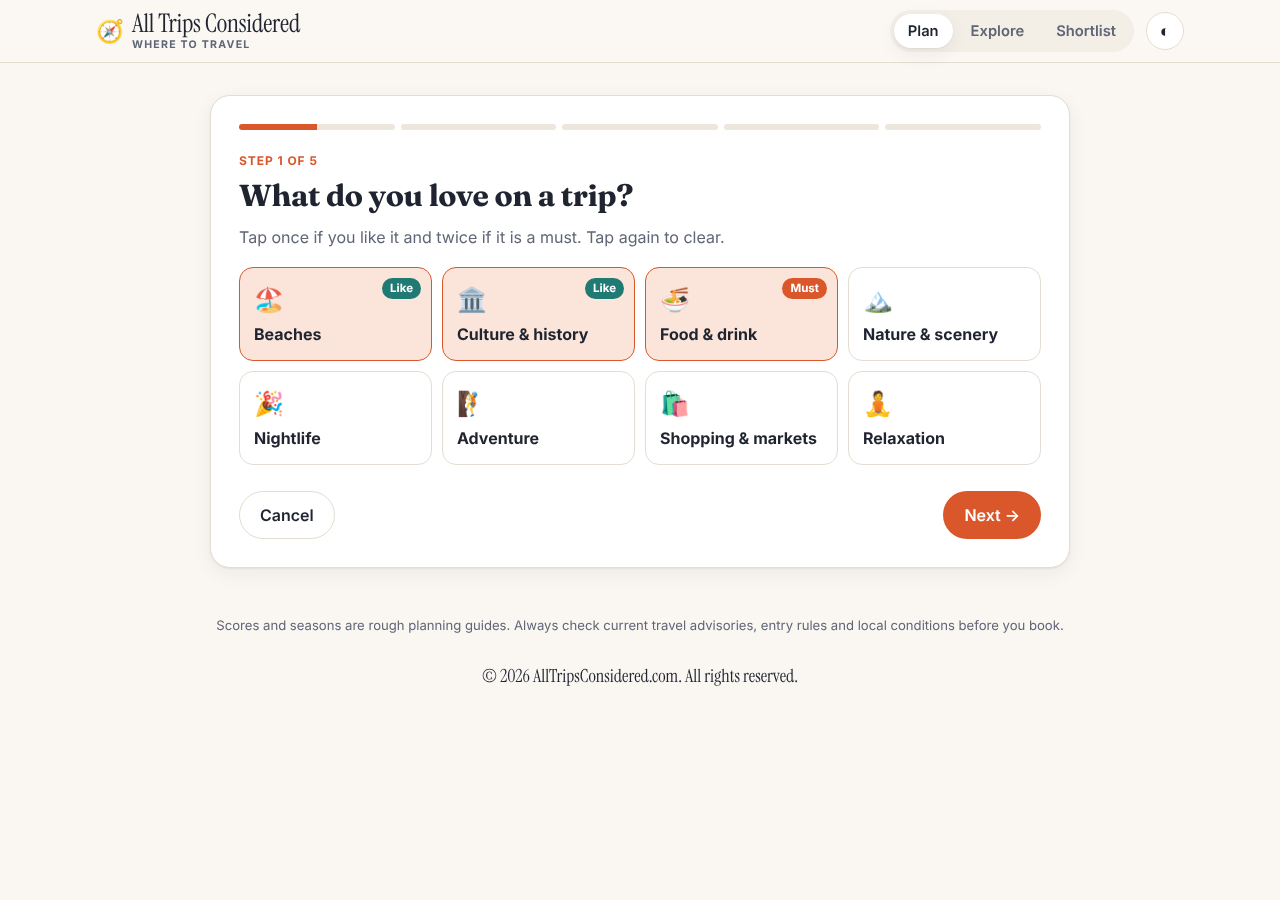 All Trips Considered
WHERE TO TRAVEL
Plan
Explore
Shortlist
STEP 1 OF 5
What do you love on a trip?
Tap once if you like it and twice if it is a must. Tap again to clear.
Like
Beaches
Like
Culture & history
Must
Food & drink
Nature & scenery
Nightlife
Adventure
Shopping & markets
Relaxation
Cancel
Next →
Scores and seasons are rough planning guides. Always check current travel advisories, entry rules and local conditions before you book.
© 2026 AllTripsConsidered.com. All rights reserved.